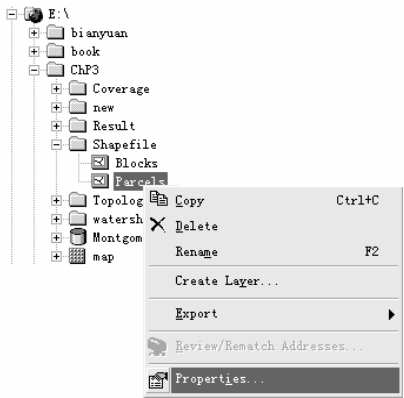 E:\
bianyuan
book
ChP3
Coverage
new
Result
Shapefile
Blocks
Parcels
Topolog
watersh
Montgom
map
Copy Ctrl+C
Delete
Rename F2
Create Layer...
Export
Review/Rematch Addresses...
Properties...